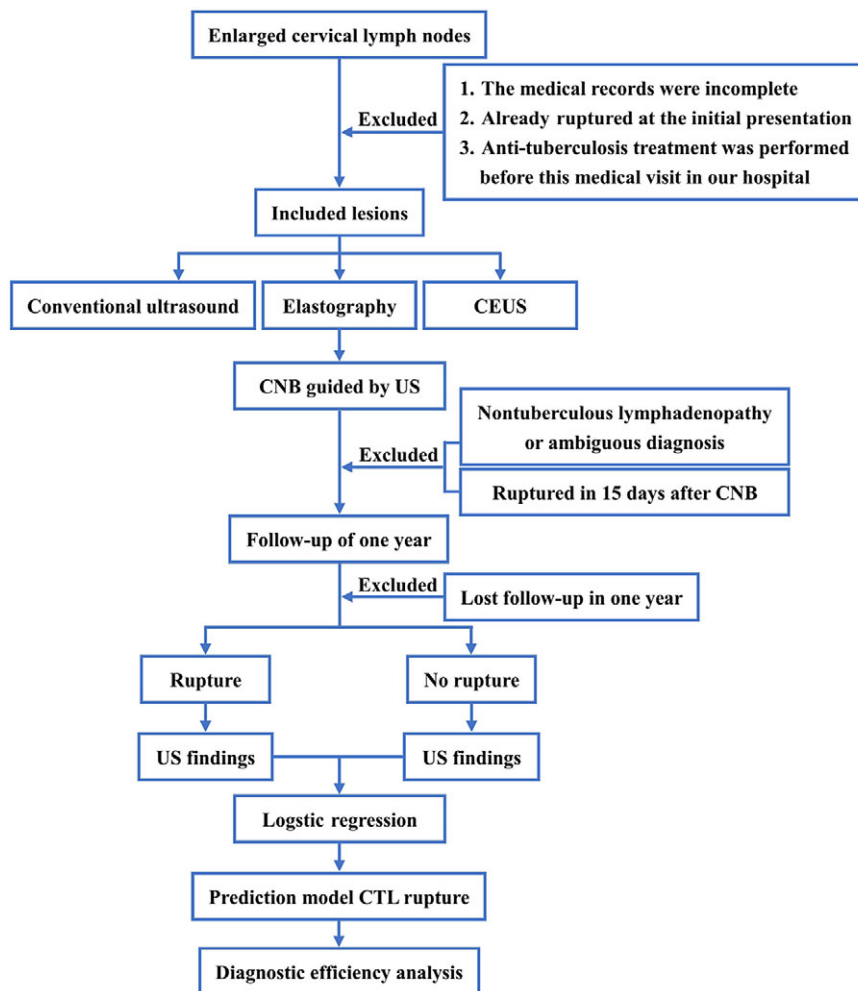 Enlarged cervical lymph nodes
1. The medical records were incomplete
2. Already ruptured at the initial presentation
3. Anti-tuberculosis treatment was performed
before this medical visit in our hospital
Excluded
Included lesions
Conventional ultrasound
Elastography
CEUS
CNB guided by US
Nontuberculous lymphadenopathy
or ambiguous diagnosis
Excluded
Ruptured in 15 days after CNB
Follow-up of one year
Excluded
Lost follow-up in one year
Rupture
No rupture
US findings
US findings
Logstic regression
Prediction model CTL rupture
Diagnostic efficiency analysis